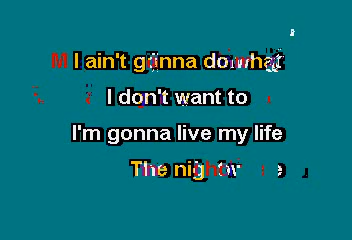 I ain't gonna do what
I don't want to
I'm gonna live my life
The night